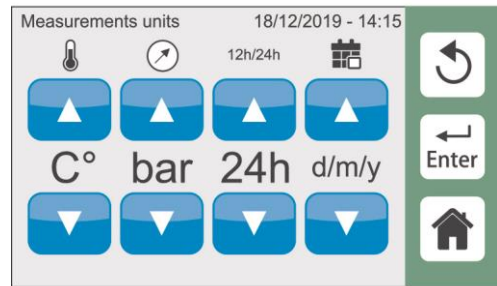 Measurements units 18/12/2019 - 14:15
12h/24h
C° bar 24h d/m/y
Enter